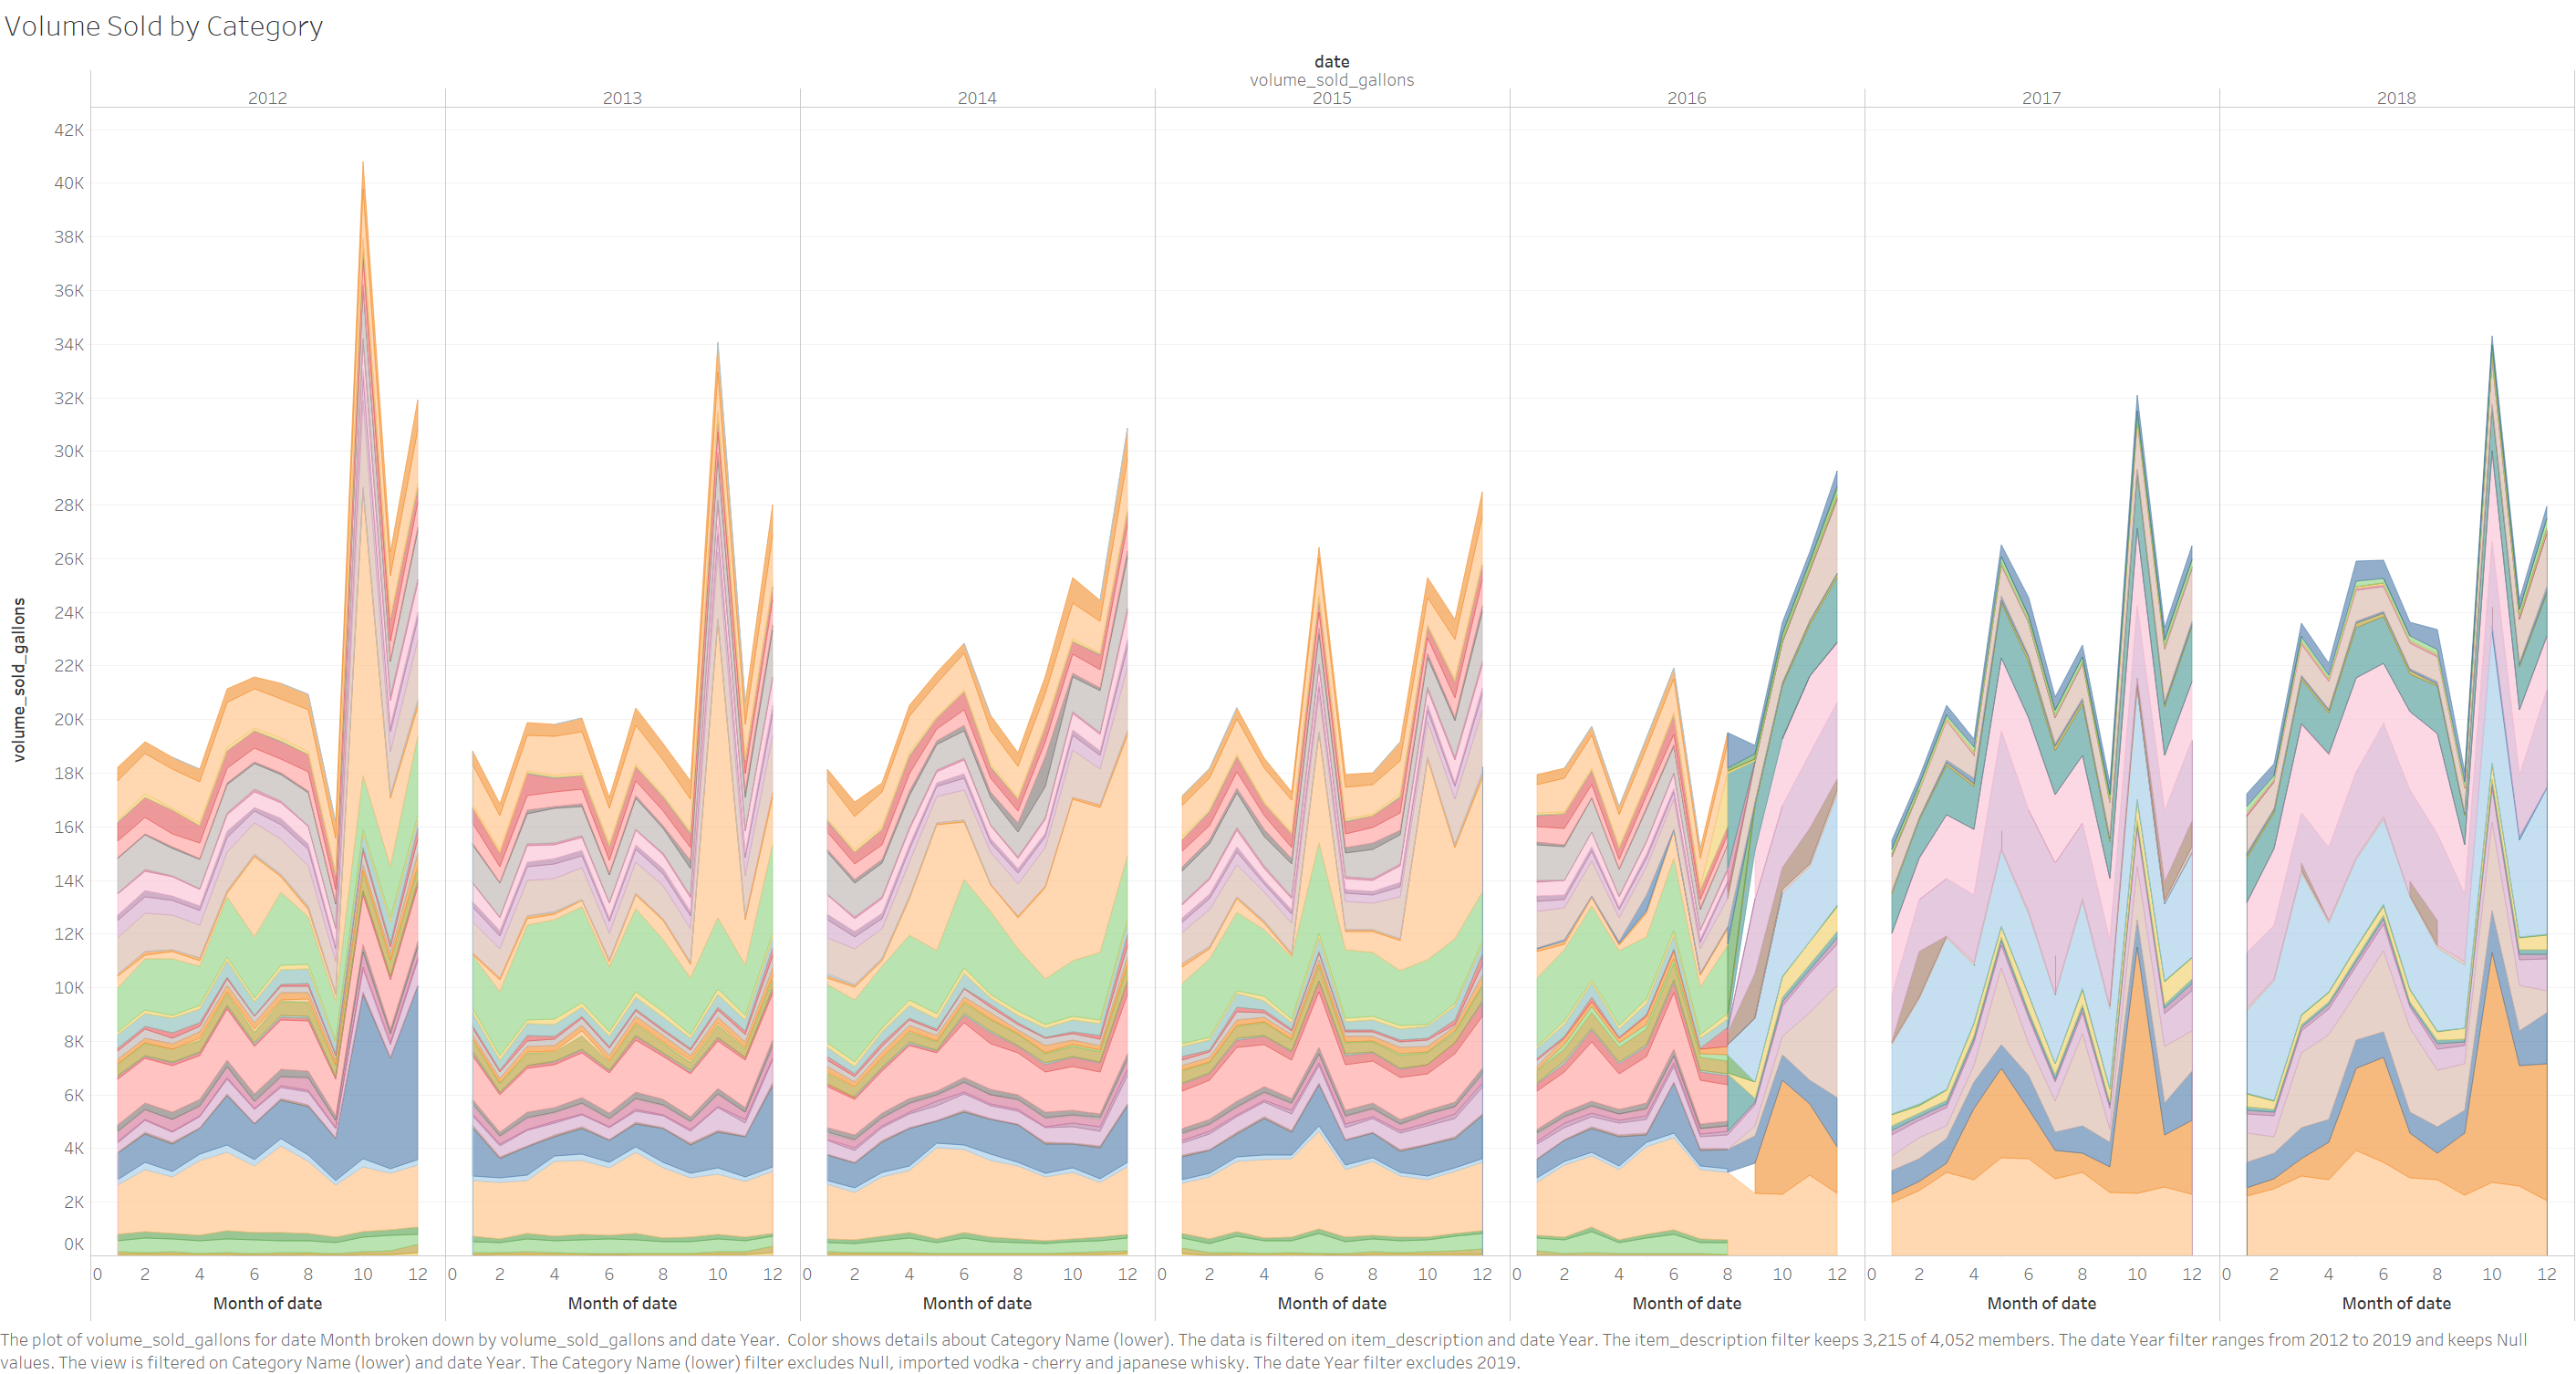 Volume Sold by Category
date
volume_sold_gallons
2012 2013 2014 2015 2016 2017 2018
volume_sold_gallons
42K
40K
38K
36K
34K
32K
30K
28K
26K
24K
22K
20K
18K
16K
14K
12K
10K
8K
6K
4K
2K
0K
0 2 4 6 8 10 12 0 2 4 6 8 10 12 0 2 4 6 8 10 12 0 2 4 6 8 10 12 0 2 4 6 8 10 12 0 2 4 6 8 10 12 0 2 4 6 8 10 12
Month of date Month of date Month of date Month of date Month of date Month of date Month of date
The plot of volume_sold_gallons for date Month broken down by volume_sold_gallons and date Year.  Color shows details about Category Name (lower). The data is filtered on item_description and date Year. The item_description filter keeps 3,215 of 4,052 members. The date Year filter ranges from 2012 to 2019 and keeps Null
values. The view is filtered on Category Name (lower) and date Year. The Category Name (lower) filter excludes Null, imported vodka - cherry and japanese whisky. The date Year filter excludes 2019.